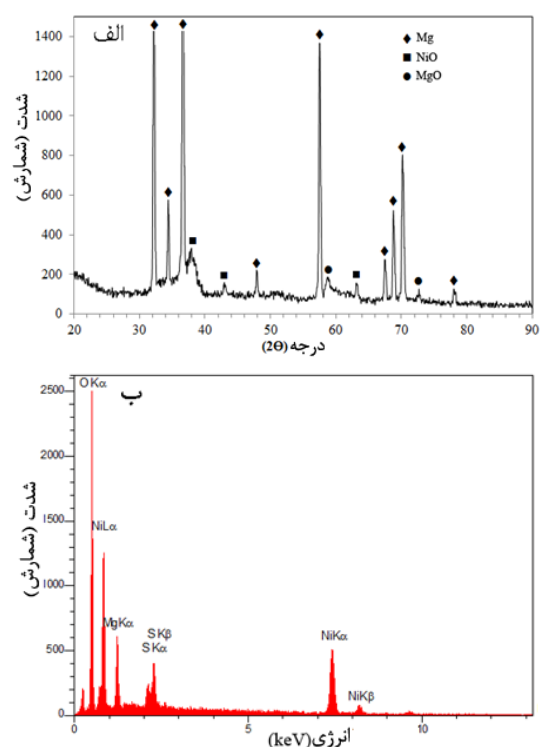 الف
◆ Mg
■ NiO
● MgO
شدت (شمارش)
1400
1200
1000
800
600
400
200
0
20 30 40 50 60 70 80 90
درجه (2Θ)
ب
OKα
NiLα
MgKα
SKβ
SKα
NiKα
NiKβ
شدت (شمارش)
2500
2000
1500
1000
500
0
0 5 10
انرژی (keV)